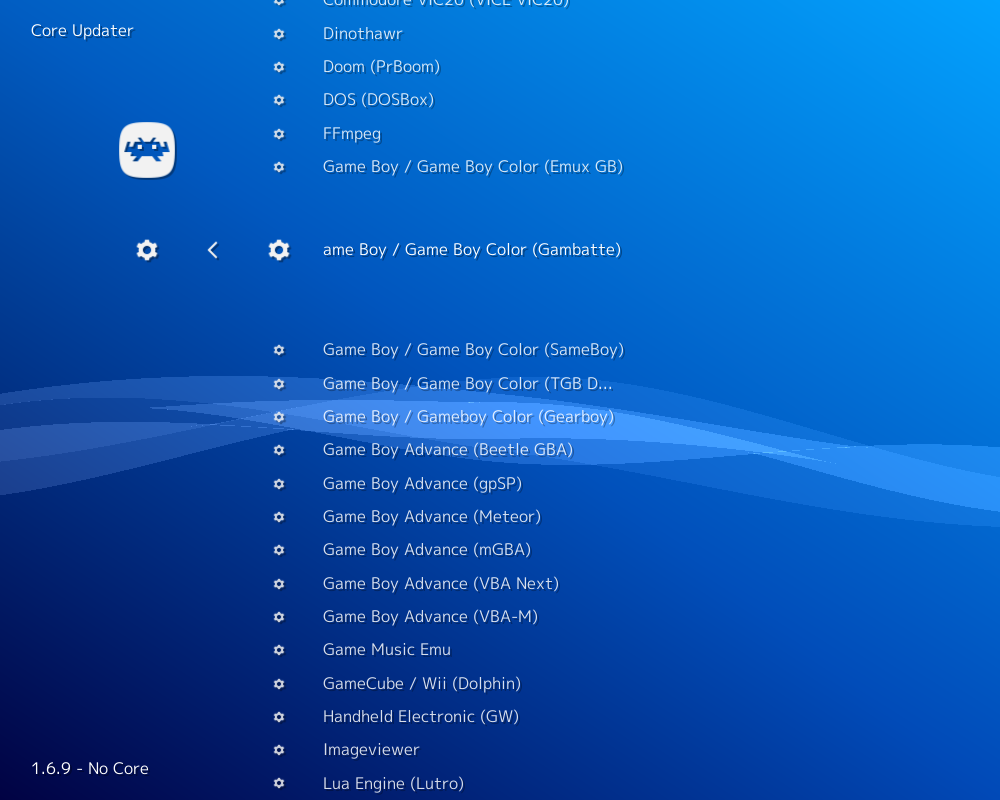 Commodore VIC20 (VICE VIC20)
Core Updater
Dinothawr
Doom (PrBoom)
DOS (DOSBox)
FFmpeg
Game Boy / Game Boy Color (Emux GB)
ame Boy / Game Boy Color (Gambatte)
Game Boy / Game Boy Color (SameBoy)
Game Boy / Game Boy Color (TGB D...
Game Boy / Gameboy Color (Gearboy)
Game Boy Advance (Beetle GBA)
Game Boy Advance (gpSP)
Game Boy Advance (Meteor)
Game Boy Advance (mGBA)
Game Boy Advance (VBA Next)
Game Boy Advance (VBA-M)
Game Music Emu
GameCube / Wii (Dolphin)
Handheld Electronic (GW)
Imageviewer
Lua Engine (Lutro)
1.6.9 - No Core